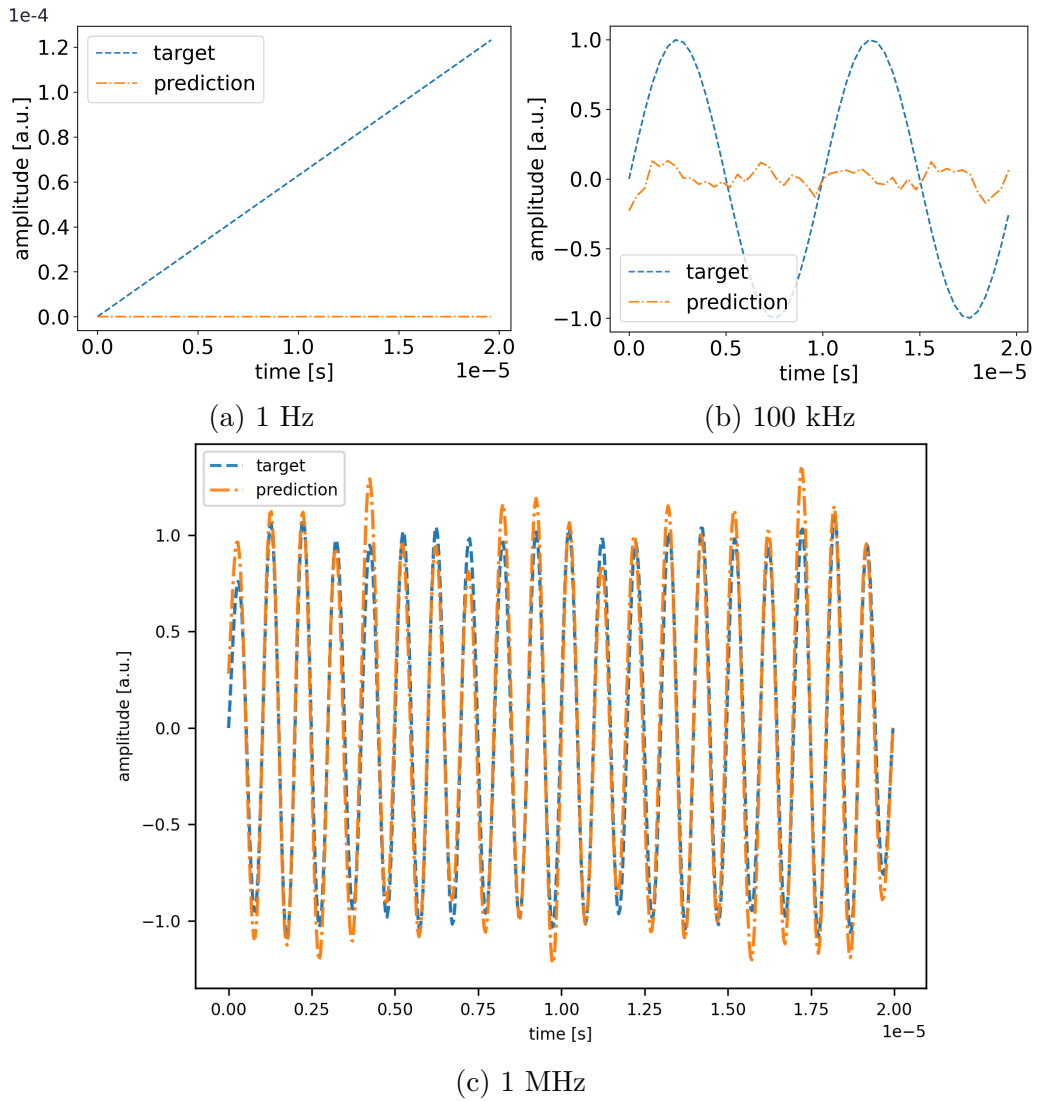 1e-4
1.2
1.0
0.8
0.6
0.4
0.2
0.0
amplitude [a.u.]
target
prediction
0.0 0.5 1.0 1.5 2.0
time [s]
1e−5
(a) 1 Hz
1.0
0.5
0.0
−0.5
−1.0
amplitude [a.u.]
target
prediction
0.0 0.5 1.0 1.5 2.0
time [s]
1e−5
(b) 100 kHz
target
prediction
1.0
0.5
0.0
−0.5
−1.0
amplitude [a.u.]
0.00 0.25 0.50 0.75 1.00 1.25 1.50 1.75 2.00
time [s]
1e−5
(c) 1 MHz